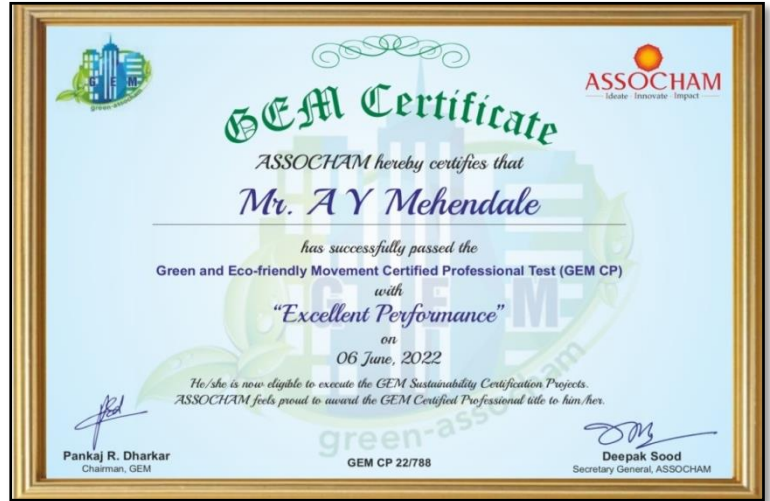 G E M
green-assocham
ASSOCHAM
Ideate Innovate Impact
GEM Certificate
ASSOCHAM hereby certifies that
Mr. A Y Mehendale
has successfully passed the
Green and Eco-friendly Movement Certified Professional Test (GEM CP)
with
“Excellent Performance”
on
06 June, 2022
He/she is now eligible to execute the GEM Sustainability Certification Projects.
ASSOCHAM feels proud to award the GEM Certified Professional title to him/her.
G E M
green-assocham
Pankaj R. Dharkar
Chairman, GEM
GEM CP 22/788
Deepak Sood
Secretary General, ASSOCHAM